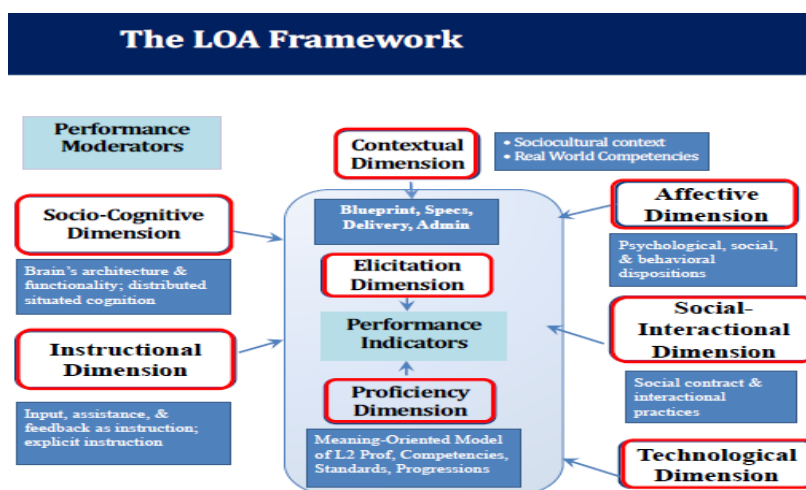 The LOA Framework
Performance
Moderators
Contextual
Dimension
• Sociocultural context
• Real World Competencies
Socio-Cognitive
Dimension
Brain's architecture &
functionality; distributed
situated cognition
Instructional
Dimension
Input, assistance, &
feedback as instruction;
explicit instruction
Blueprint, Specs,
Delivery, Admin
Elicitation
Dimension
Performance
Indicators
Proficiency
Dimension
Meaning-Oriented Model
of L2 Prof, Competencies,
Standards, Progressions
Affective
Dimension
Psychological, social,
& behavioral
dispositions
Social-
Interactional
Dimension
Social contract &
interactional
practices
Technological
Dimension